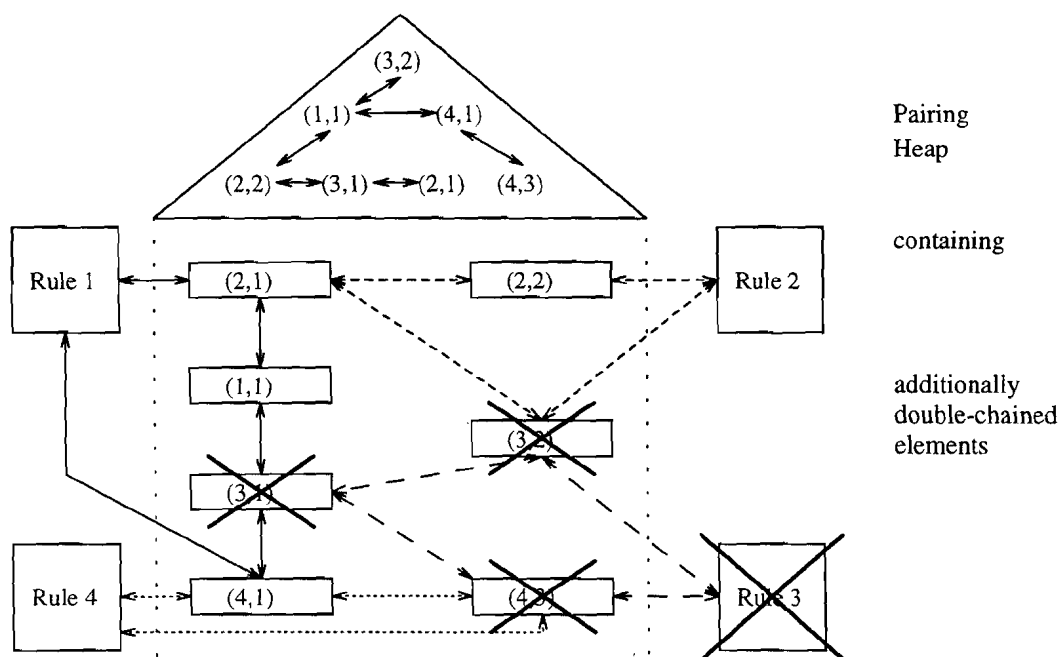 (3,2)
(1,1) (4,1)
Pairing
Heap
(2,2) (3,1) (2,1) (4,3)
containing
Rule 1 (2,1) (2,2) Rule 2
(1,1)
additionally
double-chained
elements
(3,2)
(3,1)
Rule 4 (4,1) (4,3) Rule 3